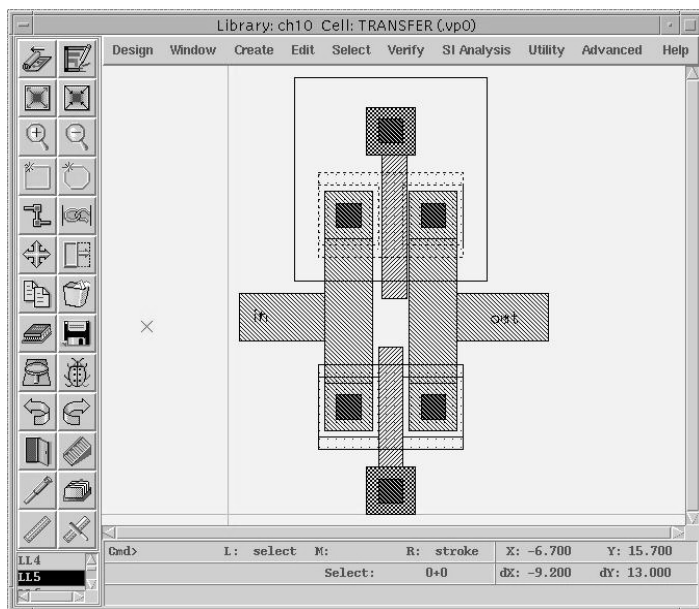 Library: ch10 Cell: TRANSFER (.vp0)
Design Window Create Edit Select Verify SI Analysis Utility Advanced Help
in
out
Cmd> L: select M: R: stroke X: -6.700 Y: 15.700
Select: 0+0 dX: -9.200 dY: 13.000
LL4
LL5